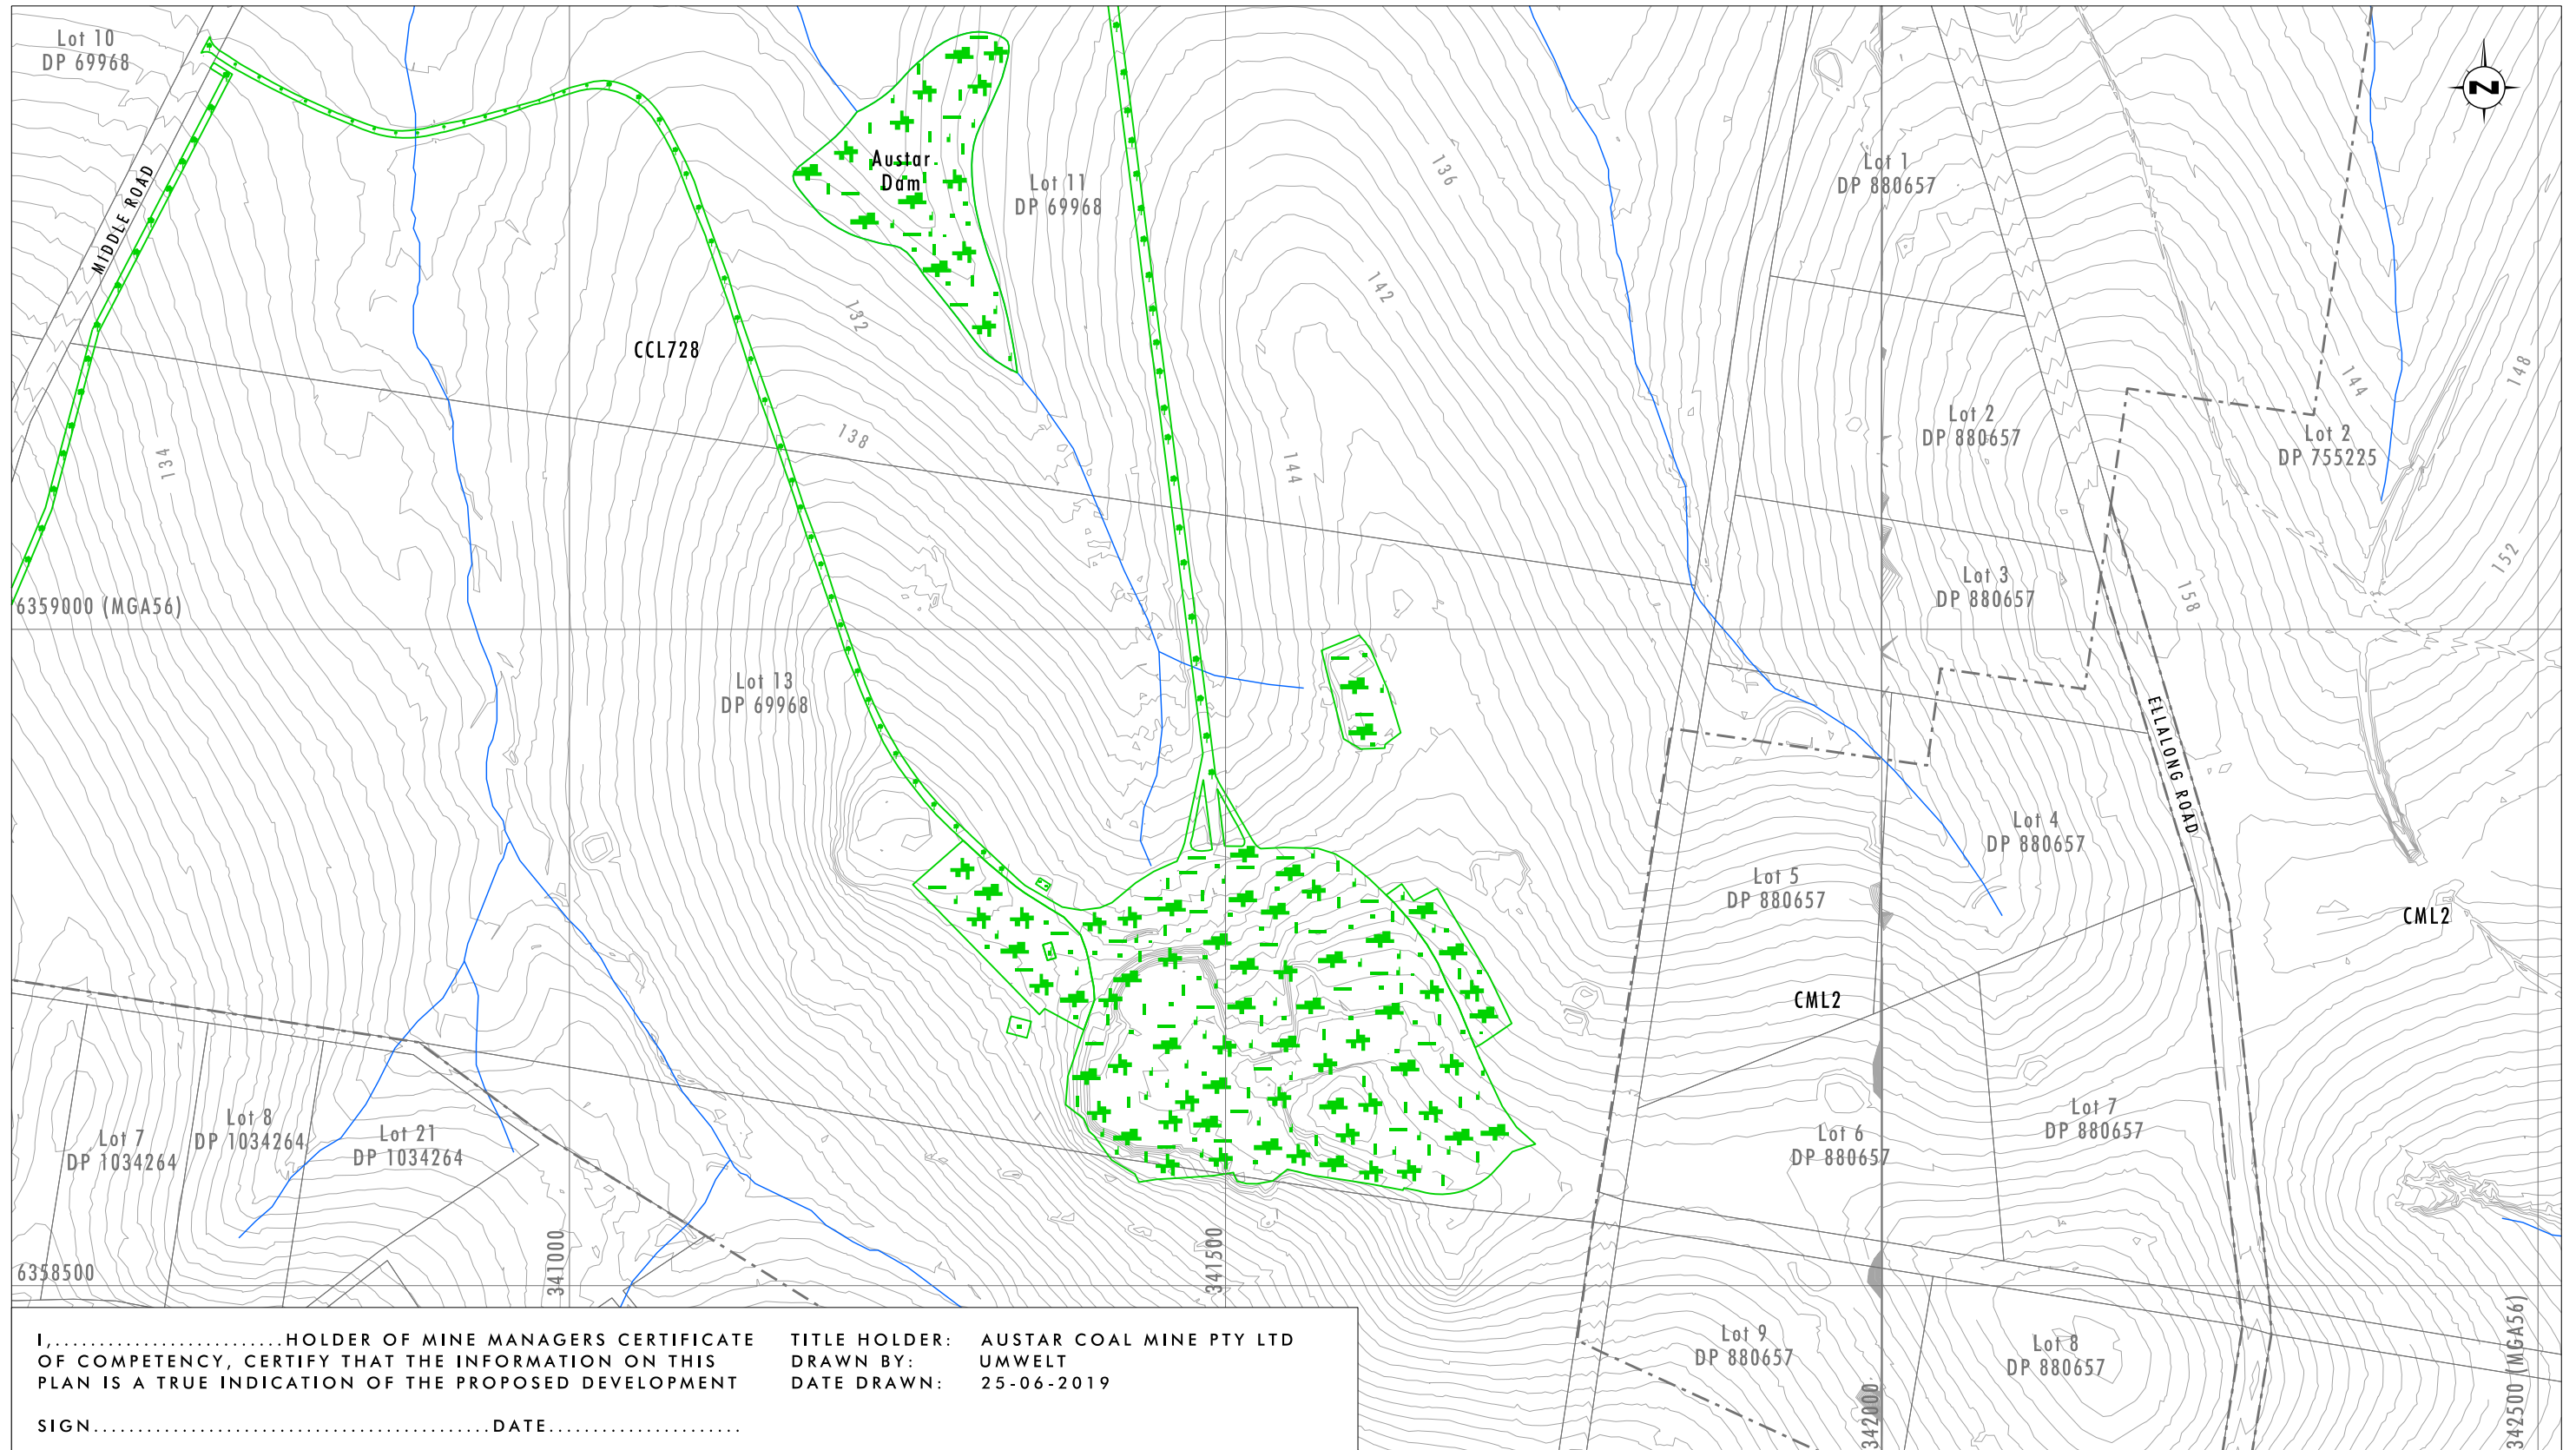 Lot 10
DP 69968
N
MIDDLE ROAD
Austar
Dam
Lot 11
DP 69968
136
Lot 1
DP 880657
142
132
CCL728
138
134
144
Lot 2
DP 880657
144
148
Lot 2
DP 755225
152
Lot 3
DP 880657
158
6359000 (MGA56)
Lot 13
DP 69968
ELLALONG ROAD
Lot 4
DP 880657
Lot 5
DP 880657
CML2
CML2
Lot 7
DP 1034264
Lot 8
DP 1034264
Lot 21
DP 1034264
Lot 6
DP 880657
Lot 7
DP 880657
6358500
341000
341500
342000
342500 (MGA56)
Lot 9
DP 880657
Lot 8
DP 880657
I,..........................HOLDER OF MINE MANAGERS CERTIFICATE
OF COMPETENCY, CERTIFY THAT THE INFORMATION ON THIS
PLAN IS A TRUE INDICATION OF THE PROPOSED DEVELOPMENT
SIGN.............................................DATE......................
TITLE HOLDER: AUSTAR COAL MINE PTY LTD
DRAWN BY: UMWELT
DATE DRAWN: 25-06-2019